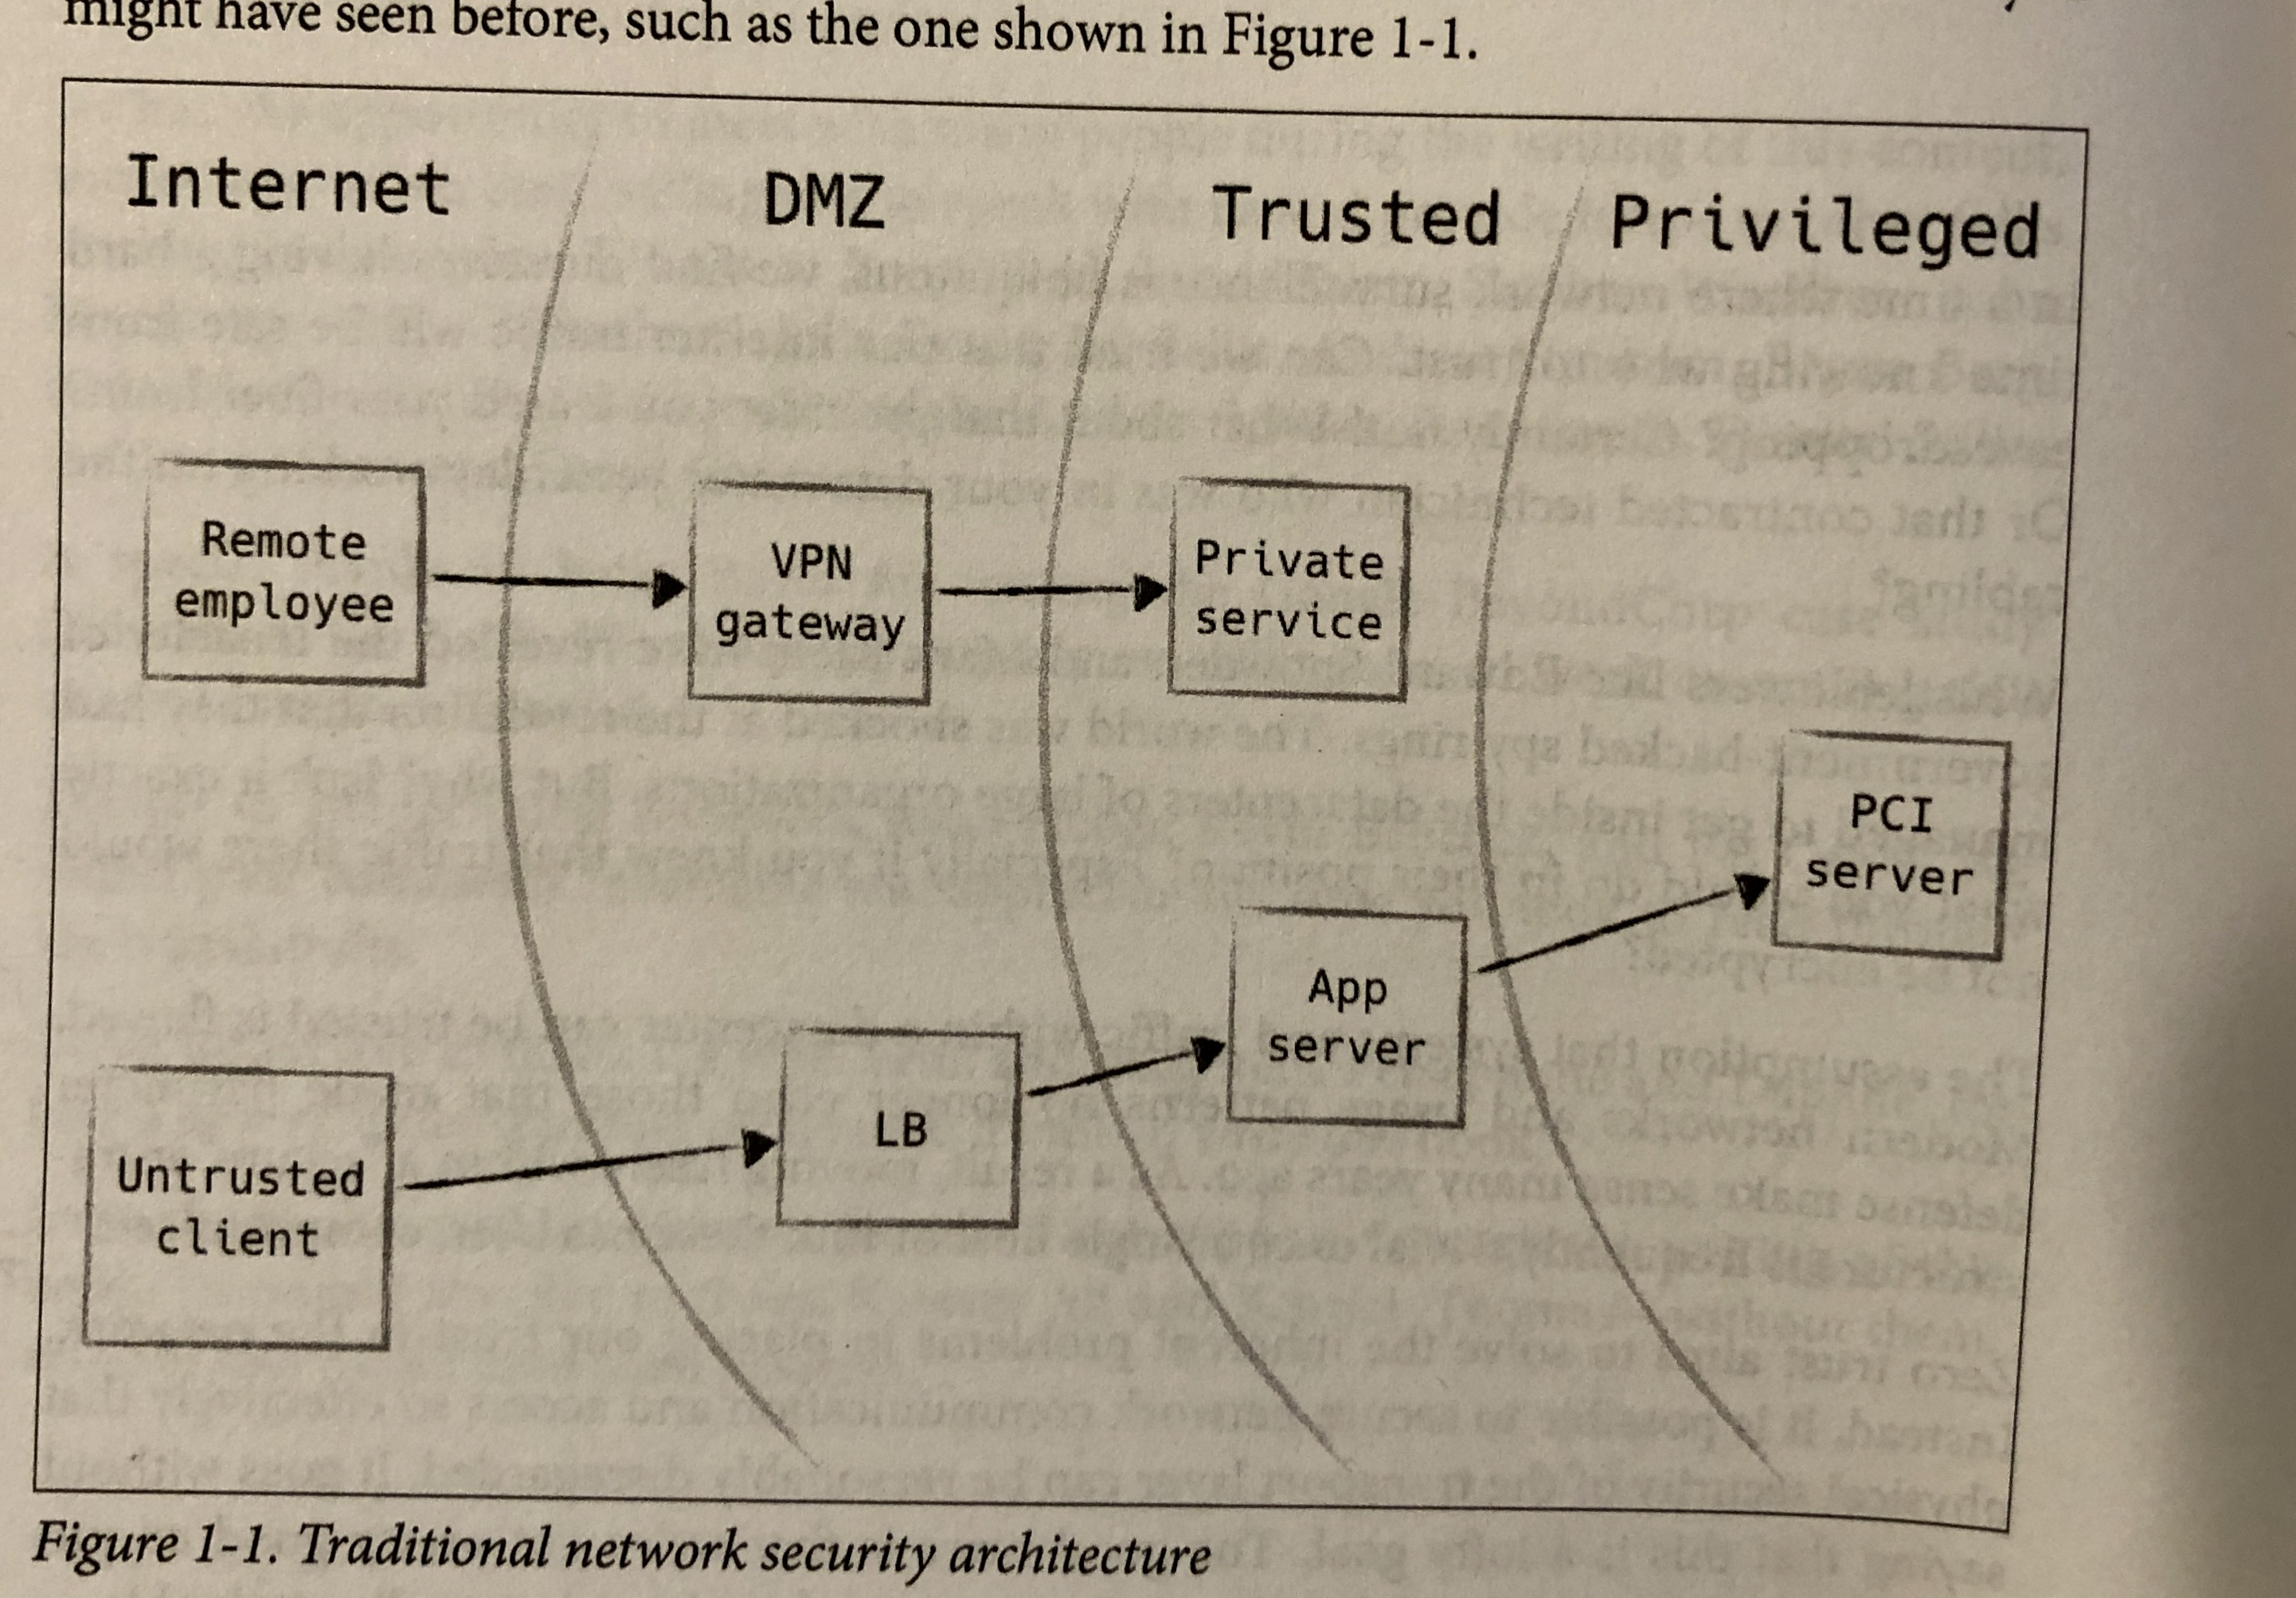 might have seen before, such as the one shown in Figure 1-1.
Internet
DMZ
Trusted
Privileged
Remote
employee
VPN
gateway
Private
service
PCI
server
App
server
LB
Untrusted
client
Figure 1-1. Traditional network security architecture